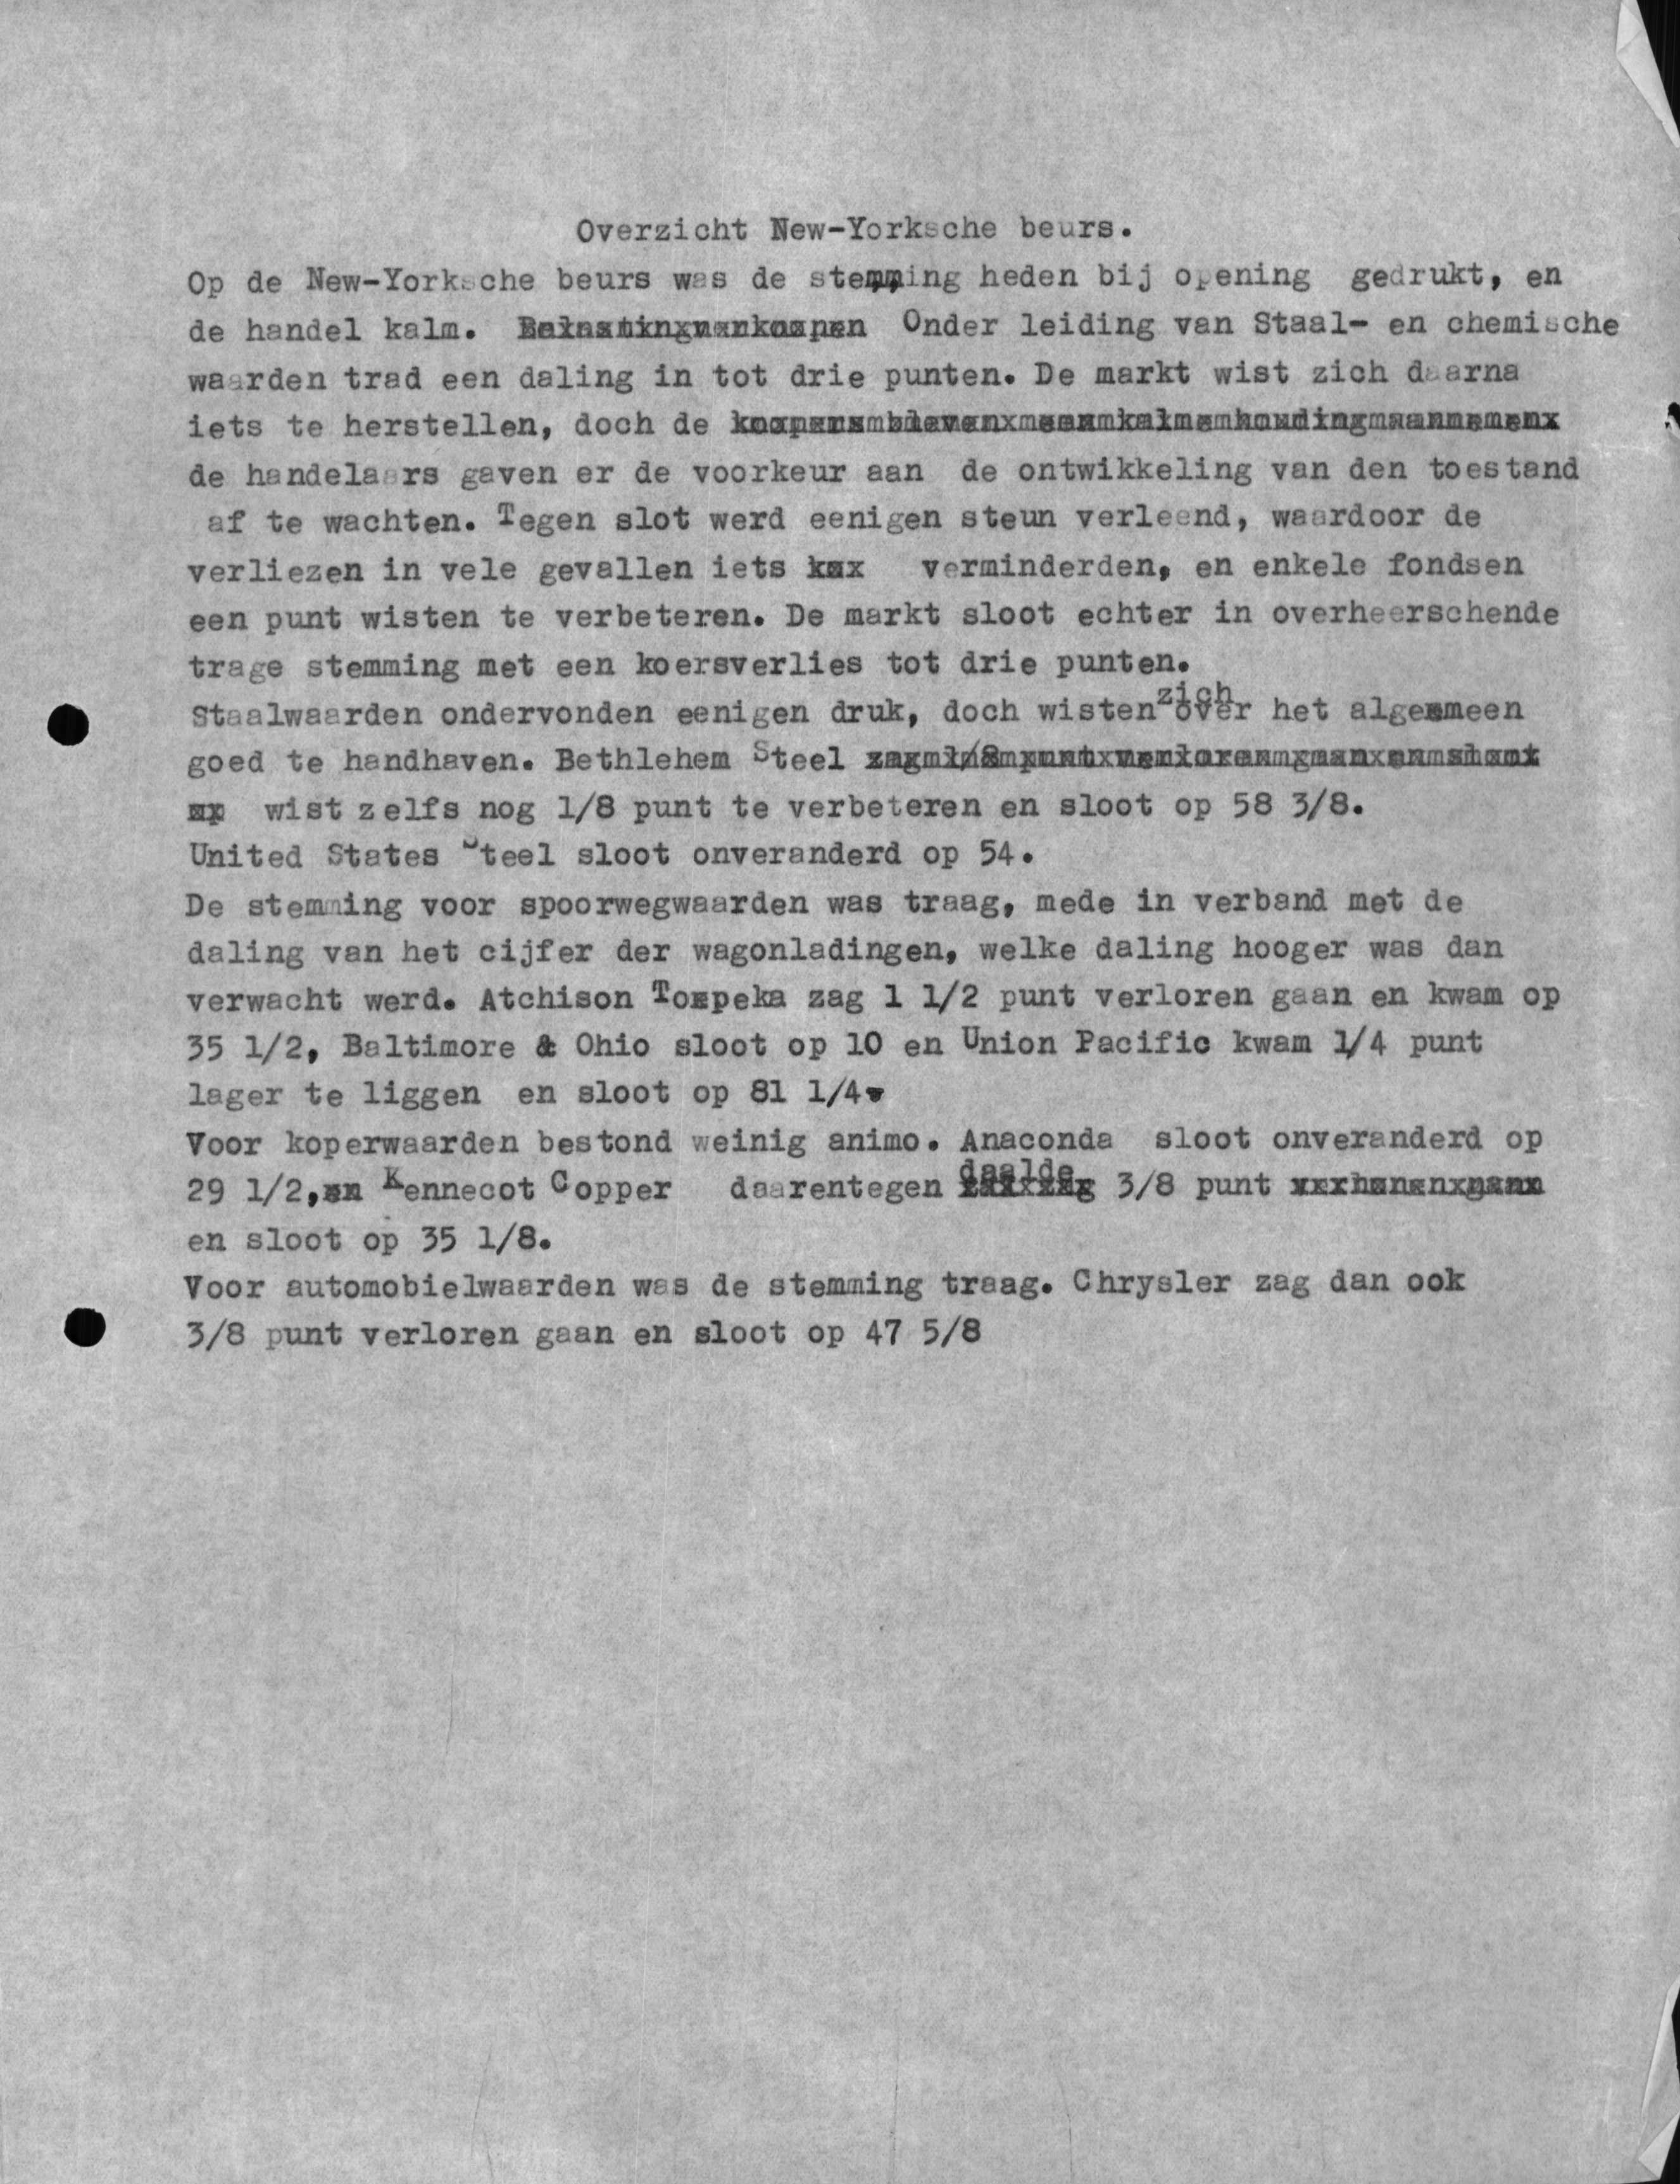 Overzicht New-Yorksche beurs.
Op de New-Yorksche beurs was de stemming heden bij opening gedrukt, en
de handel kalm. Onder leiding van Staal- en chemische
waarden trad een daling in tot drie punten. De markt wist zich daarna
iets te herstellen, doch de
de handelaars gaven er de voorkeur aan de ontwikkeling van den toestand
af te wachten. Tegen slot werd eenigen steun verleend, waardoor de
verliezen in vele gevallen iets verminderden, en enkele fondsen
een punt wisten te verbeteren. De markt sloot echter in overheerschende
trage stemming met een koersverlies tot drie punten.
Staalwaarden ondervonden eenigen druk, doch wisten zich over het algemeen
goed te handhaven. Bethlehem Steel
wist zelfs nog 1/8 punt te verbeteren en sloot op 58 3/8.
United States Steel sloot onveranderd op 54.
De stemming voor spoorwegwaarden was traag, mede in verband met de
daling van het cijfer der wagonladingen, welke daling hooger was dan
verwacht werd. Atchison Topeka zag 1 1/2 punt verloren gaan en kwam op
35 1/2, Baltimore & Ohio sloot op 10 en Union Pacific kwam 1/4 punt
lager te liggen en sloot op 81 1/4.
Voor koperwaarden bestond weinig animo. Anaconda sloot onveranderd op
29 1/2, Kennecot Copper daarentegen daalde 3/8 punt
en sloot op 35 1/8.
Voor automobielwaarden was de stemming traag. Chrysler zag dan ook
3/8 punt verloren gaan en sloot op 47 5/8